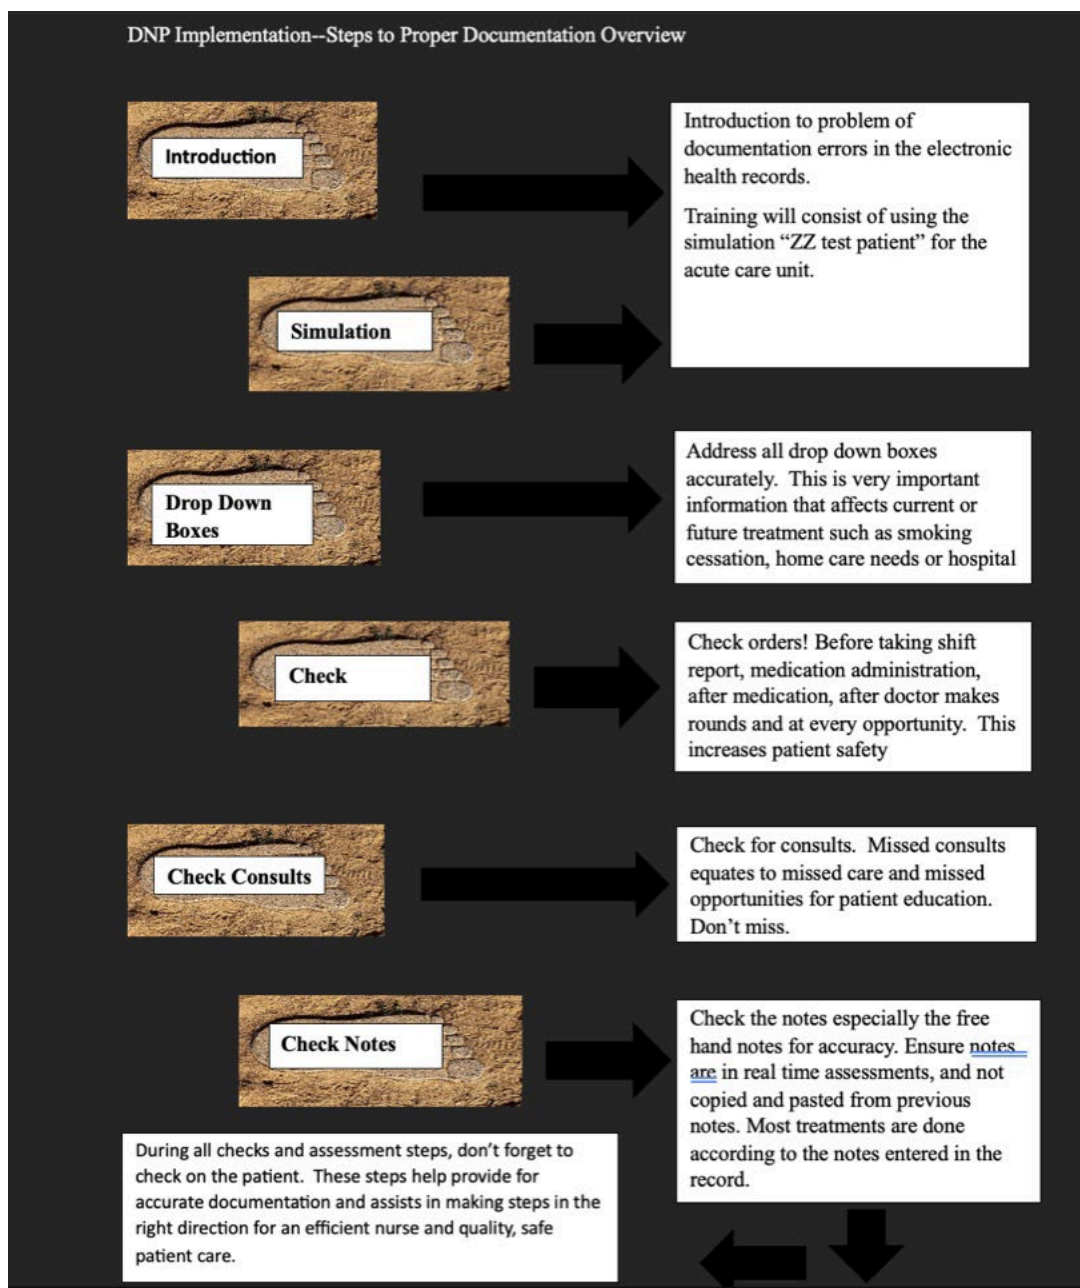 DNP Implementation--Steps to Proper Documentation Overview
Introduction
Introduction to problem of
documentation errors in the electronic
health records.
Training will consist of using the
simulation “ZZ test patient” for the
acute care unit.
Simulation
Drop Down
Boxes
Address all drop down boxes
accurately. This is very important
information that affects current or
future treatment such as smoking
cessation, home care needs or hospital
Check
Check orders! Before taking shift
report, medication administration,
after medication, after doctor makes
rounds and at every opportunity. This
increases patient safety
Check Consults
Check for consults. Missed consults
equates to missed care and missed
opportunities for patient education.
Don’t miss.
Check Notes
Check the notes especially the free
hand notes for accuracy. Ensure notes
are in real time assessments, and not
copied and pasted from previous
notes. Most treatments are done
according to the notes entered in the
record.
During all checks and assessment steps, don’t forget to
check on the patient. These steps help provide for
accurate documentation and assists in making steps in the
right direction for an efficient nurse and quality, safe
patient care.